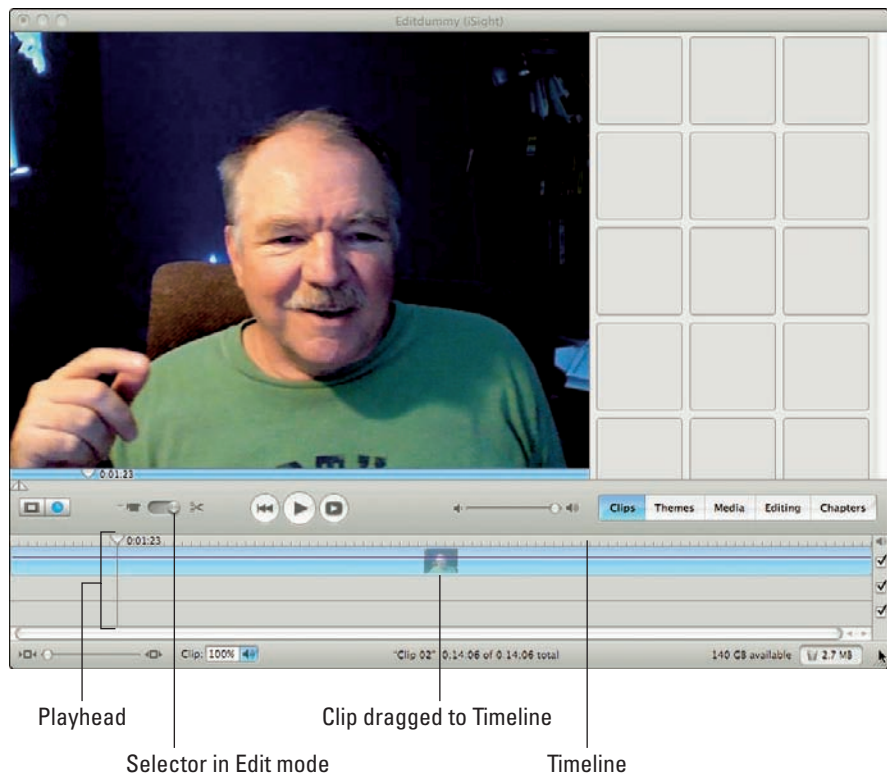 Editdummy (iSight)
0:01:23
Clips Themes Media Editing Chapters
0:01:23
Clip: 100% "Clip 02" 0:14:06 of 0:14:06 total 140 GB available 2.7 MB
Playhead Clip dragged to Timeline
Selector in Edit mode Timeline